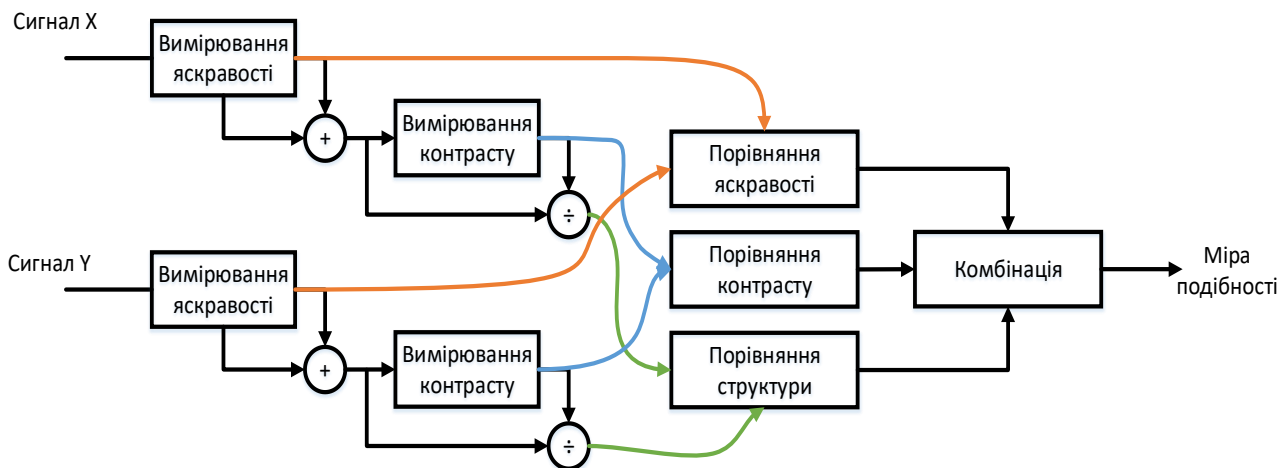 Сигнал X
Вимірювання
яскравості
+
Вимірювання
контрасту
÷
Порівняння
яскравості
Сигнал Y
Вимірювання
яскравості
+
Вимірювання
контрасту
÷
Порівняння
контрасту
Порівняння
структури
Комбінація
Міра
подібності